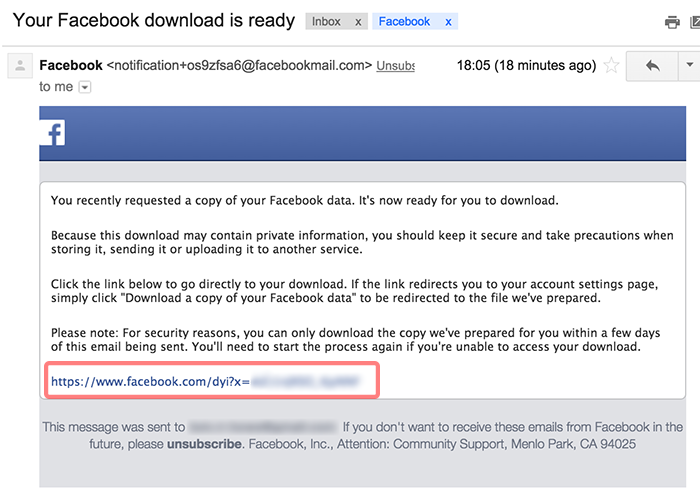 Your Facebook download is ready Inbox x Facebook x
Facebook <notification+os9zfsa6@facebookmail.com> Unsubs 18:05 (18 minutes ago)
to me
f
You recently requested a copy of your Facebook data. It's now ready for you to download.
Because this download may contain private information, you should keep it secure and take precautions when
storing it, sending it or uploading it to another service.
Click the link below to go directly to your download. If the link redirects you to your account settings page,
simply click "Download a copy of your Facebook data" to be redirected to the file we've prepared.
Please note: For security reasons, you can only download the copy we've prepared for you within a few days
of this email being sent. You'll need to start the process again if you're unable to access your download.
https://www.facebook.com/dyi?x=
This message was sent to If you don't want to receive these emails from Facebook in the
future, please unsubscribe. Facebook, Inc., Attention: Community Support, Menlo Park, CA 94025